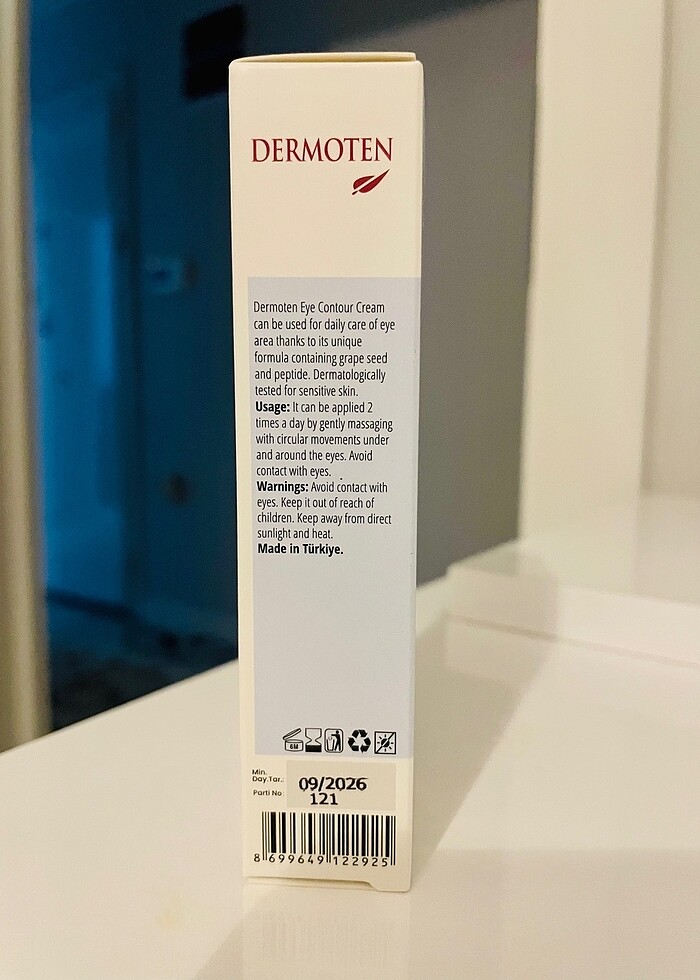 DERMOTEN
Dermoten Eye Contour Cream
can be used for daily care of eye
area thanks to its unique
formula containing grape seed
and peptide. Dermatologically
tested for sensitive skin.
Usage: It can be applied 2
times a day by gently massaging
with circular movements under
and around the eyes. Avoid
contact with eyes.
Warnings: Avoid contact with
eyes. Keep it out of reach of
children. Keep away from direct
sunlight and heat.
Made in Türkiye.
6M
Min.
Day.Tar.: 09/2026
Parti No: 121
8 699649 122925